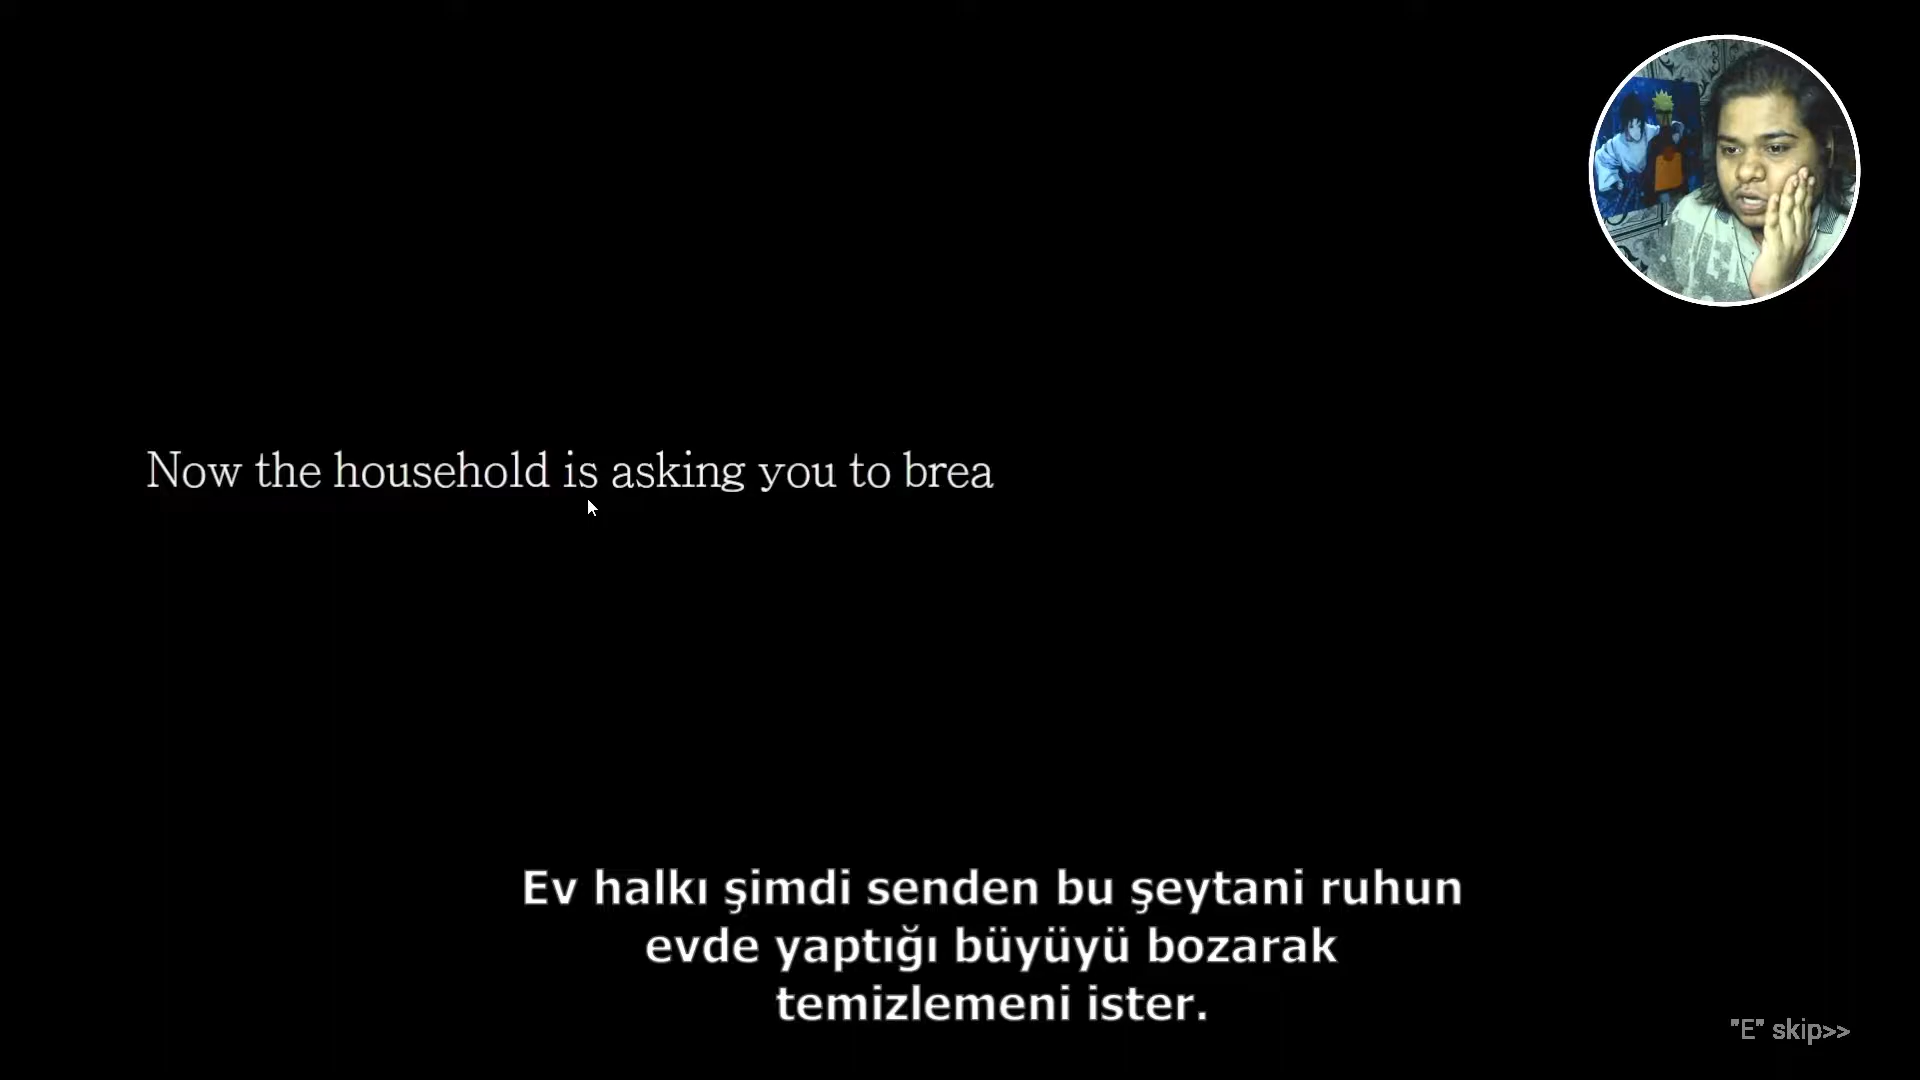 Now the household is asking you to brea
Ev halkı şimdi senden bu şeytani ruhun
evde yaptığı büyüyü bozarak
temizlemeni ister.
"E" skip>>